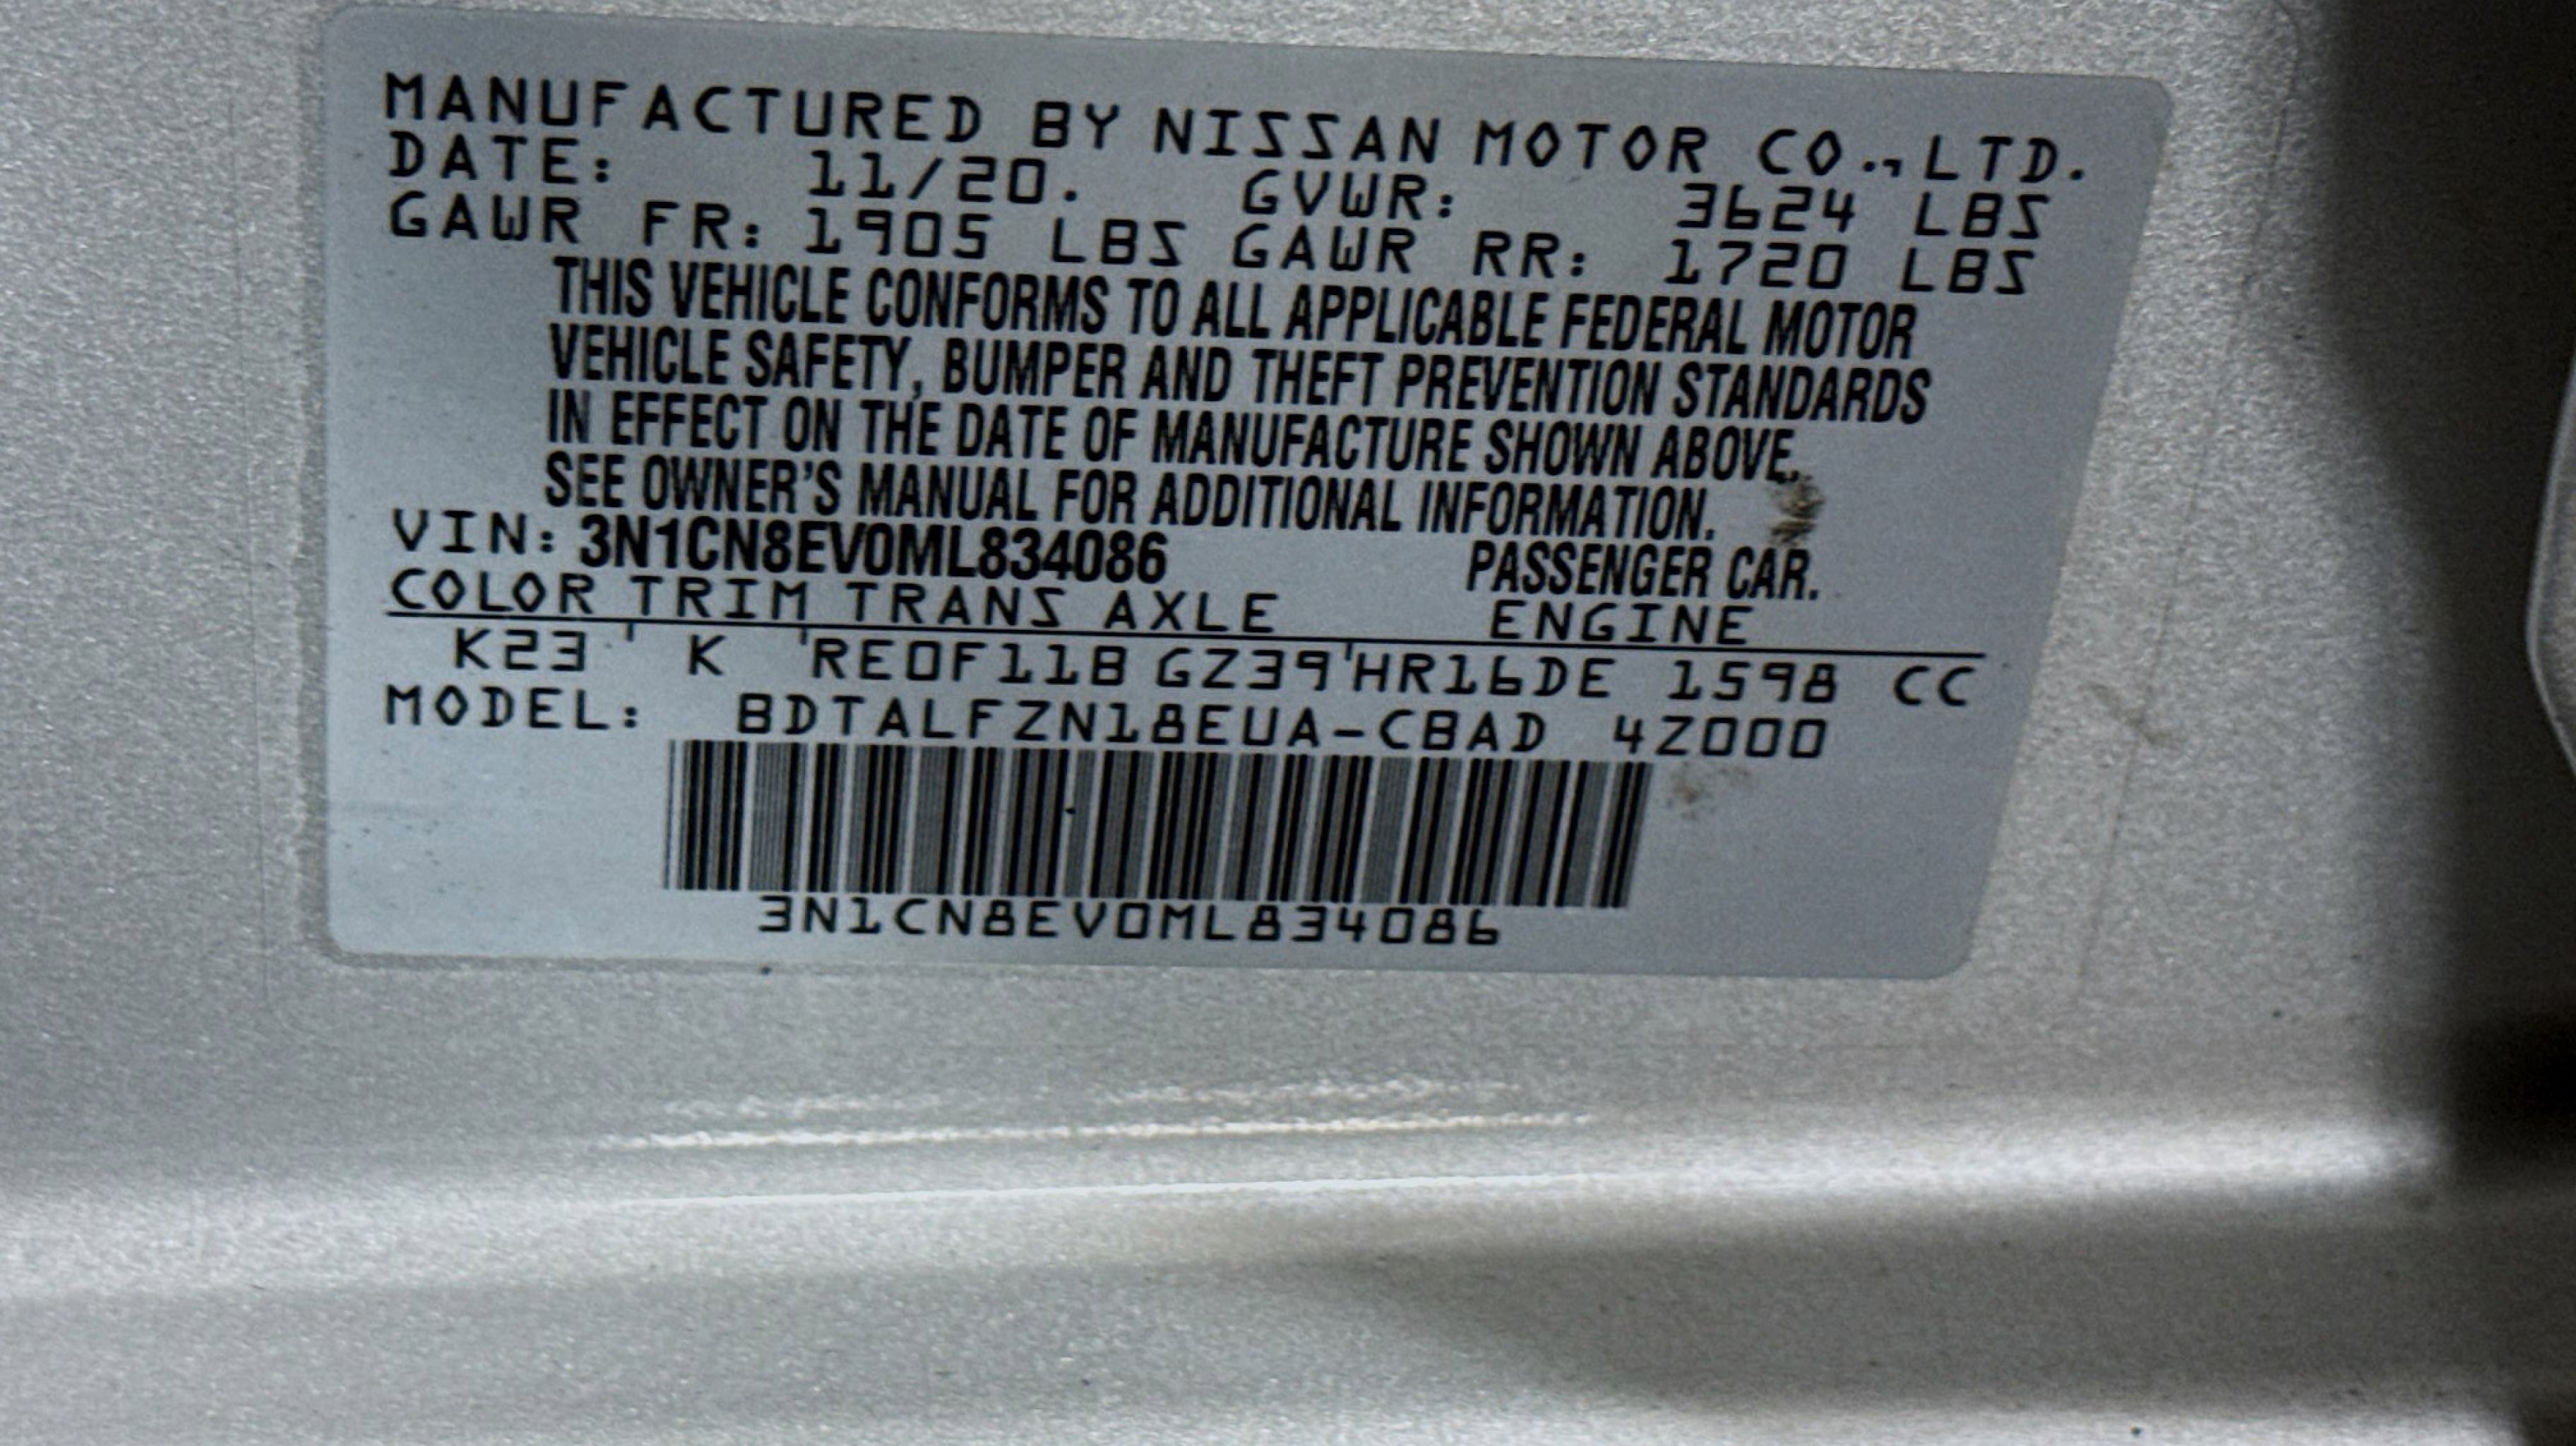 MANUFACTURED BY NISSAN MOTOR CO., LTD.
DATE: 11/20. GVWR: 3624 LBS
GAWR FR: 1905 LBS GAWR RR: 1720 LBS
THIS VEHICLE CONFORMS TO ALL APPLICABLE FEDERAL MOTOR
VEHICLE SAFETY, BUMPER AND THEFT PREVENTION STANDARDS
IN EFFECT ON THE DATE OF MANUFACTURE SHOWN ABOVE.
SEE OWNER'S MANUAL FOR ADDITIONAL INFORMATION.
VIN: 3N1CN8EV0ML834086 PASSENGER CAR.
COLOR TRIM TRANS AXLE ENGINE
K23 K RE0F11B GZ39 HR16DE 1598 CC
MODEL: BDTALFZN18EUA-CBAD 4Z000
3N1CN8EV0ML834086